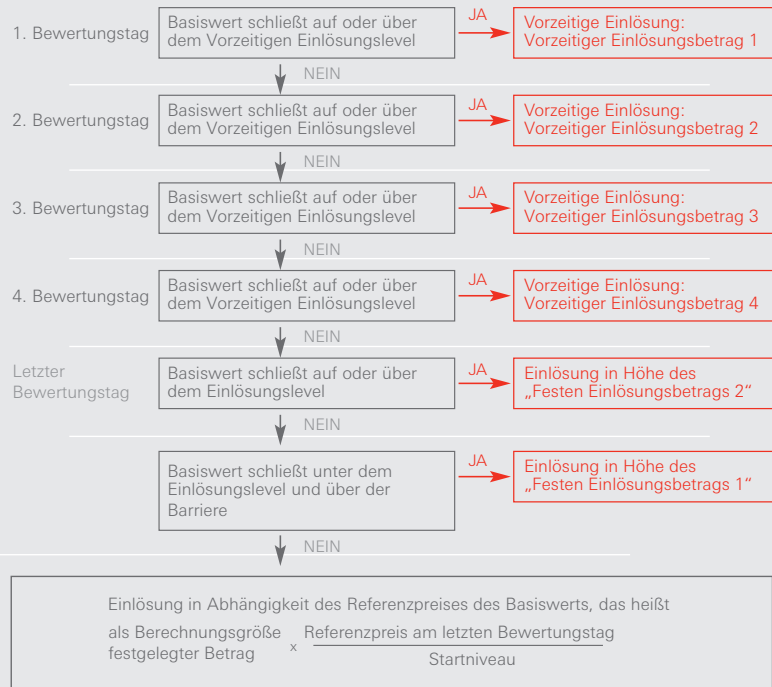 1. Bewertungstag
Basiswert schließt auf oder über
dem Vorzeitigen Einlösungslevel
JA
Vorzeitige Einlösung:
Vorzeitiger Einlösungsbetrag 1
NEIN
2. Bewertungstag
Basiswert schließt auf oder über
dem Vorzeitigen Einlösungslevel
JA
Vorzeitige Einlösung:
Vorzeitiger Einlösungsbetrag 2
NEIN
3. Bewertungstag
Basiswert schließt auf oder über
dem Vorzeitigen Einlösungslevel
JA
Vorzeitige Einlösung:
Vorzeitiger Einlösungsbetrag 3
NEIN
4. Bewertungstag
Basiswert schließt auf oder über
dem Vorzeitigen Einlösungslevel
JA
Vorzeitige Einlösung:
Vorzeitiger Einlösungsbetrag 4
NEIN
Letzter
Bewertungstag
Basiswert schließt auf oder über
dem Einlösungslevel
JA
Einlösung in Höhe des
„Festen Einlösungsbetrags 2“
NEIN
Basiswert schließt unter dem
Einlösungslevel und über der
Barriere
JA
Einlösung in Höhe des
„Festen Einlösungsbetrags 1“
NEIN
Einlösung in Abhängigkeit des Referenzpreises des Basiswerts, das heißt
als Berechnungsgröße
festgelegter Betrag
x
Referenzpreis am letzten Bewertungstag
Startniveau